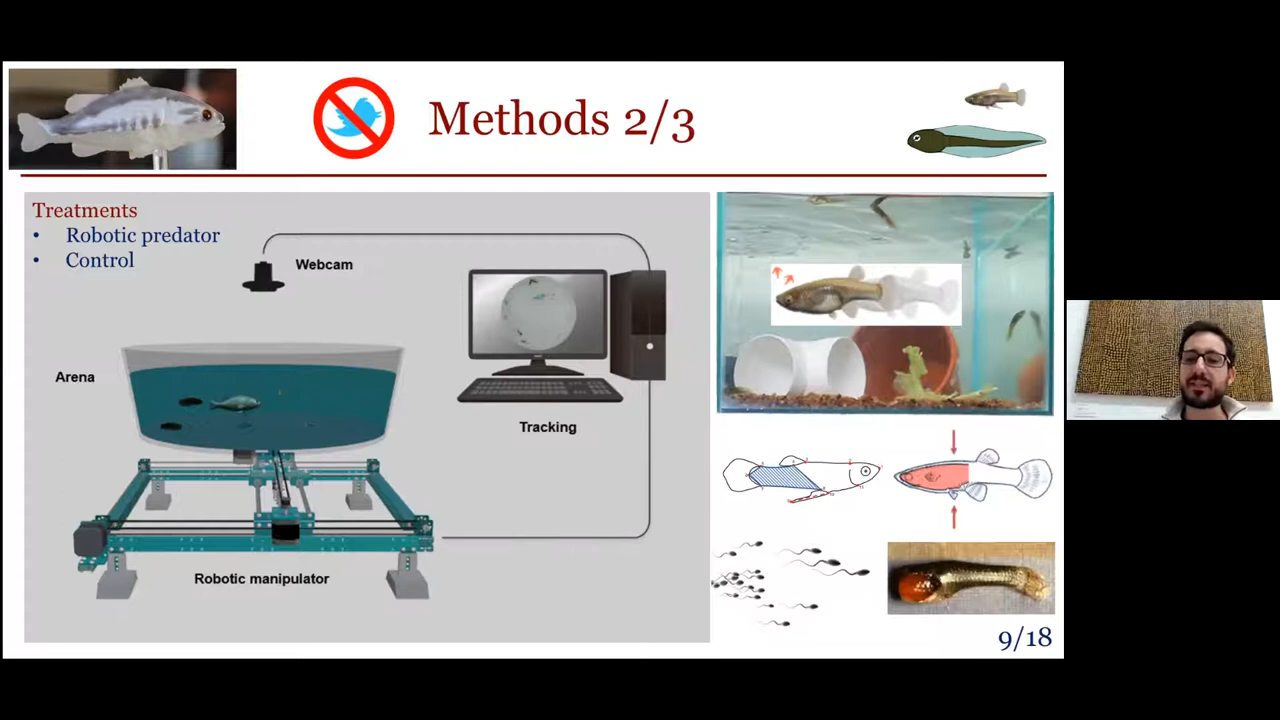 Methods 2/3
Treatments
• Robotic predator
• Control
Webcam
Arena
Tracking
Robotic manipulator
9/18